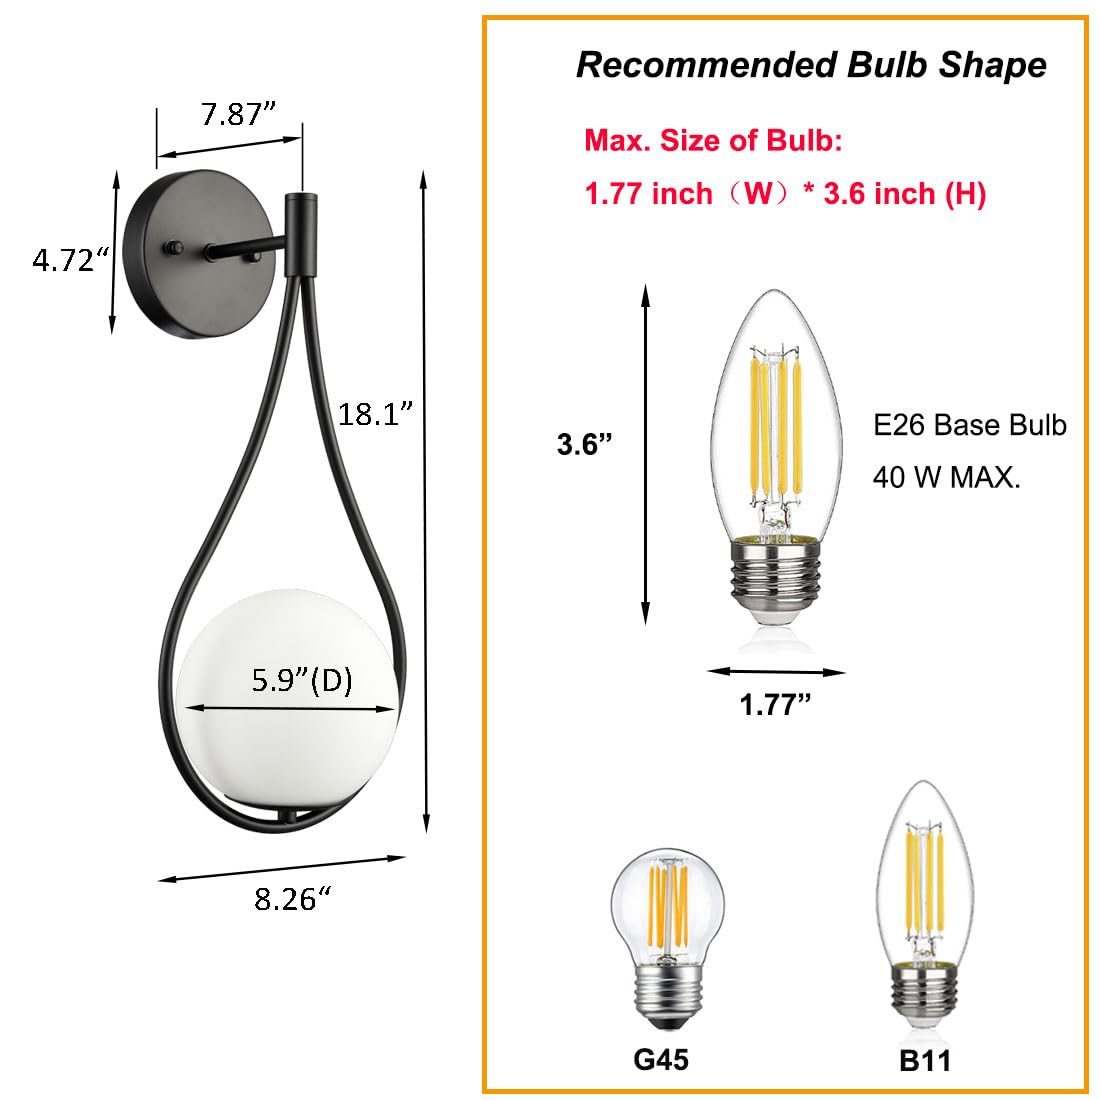 7.87”
4.72“
18.1”
5.9”(D)
8.26“
Recommended Bulb Shape
Max. Size of Bulb:
1.77 inch（W）* 3.6 inch (H)
3.6”
E26 Base Bulb
40 W MAX.
1.77”
G45
B11